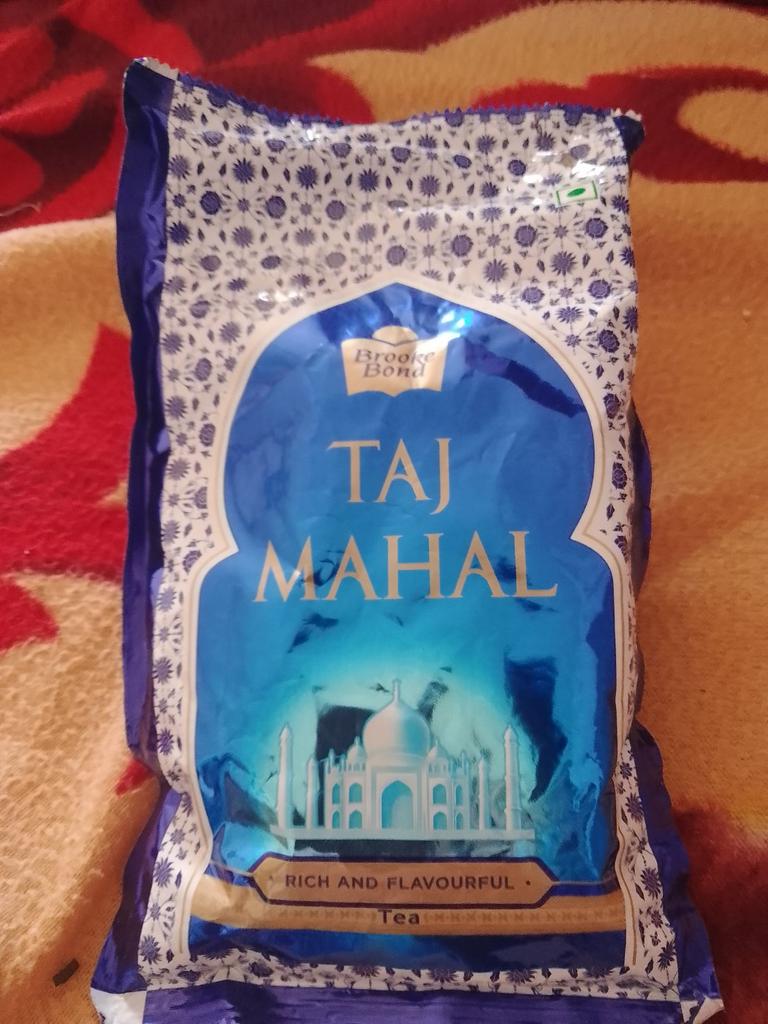 Brooke
Bond
TAJ
MAHAL
RICH AND FLAVOURFUL
Tea